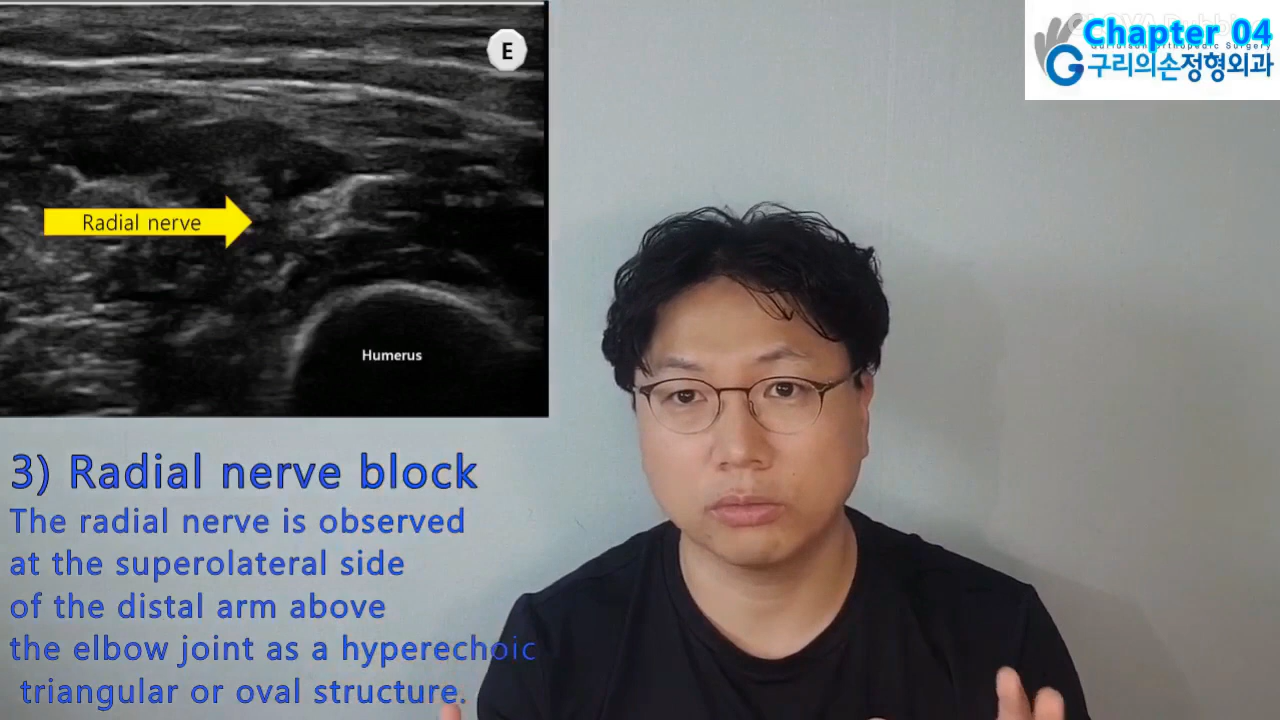 E
Chapter 04
구리의손정형외과
Radial nerve
Humerus
3) Radial nerve block
The radial nerve is observed
at the superolateral side
of the distal arm above
the elbow joint as a hyperechoic
triangular or oval structure.